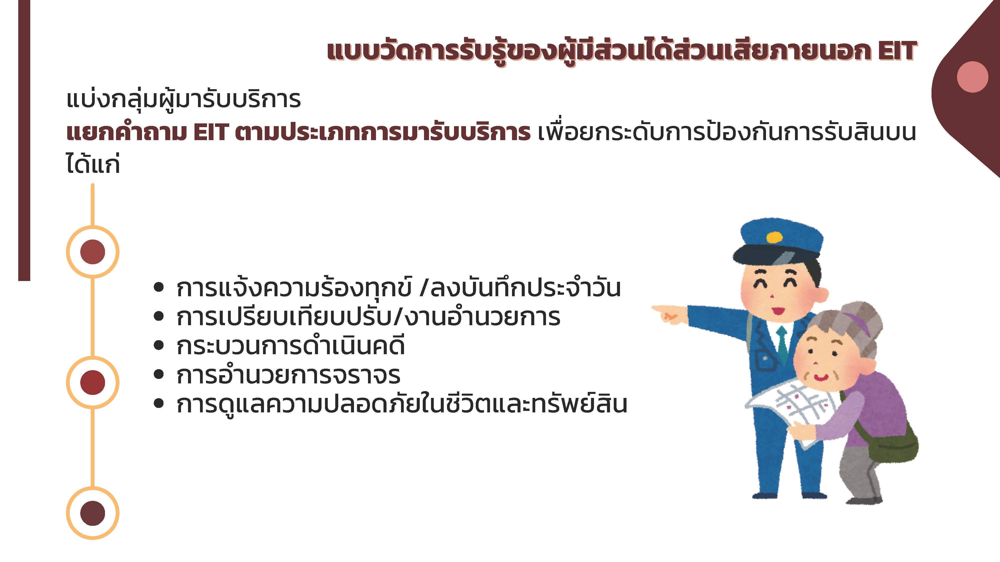 แบบวัดการรับรู้ของผู้มีส่วนได้ส่วนเสียภายนอก EIT
แบ่งกลุ่มผู้มารับบริการ
แยกคำถาม EIT ตามประเภทการมารับบริการ เพื่อยกระดับการป้องกันการรับสินบน
ได้แก่
• การแจ้งความร้องทุกข์ /ลงบันทึกประจำวัน
• การเปรียบเทียบปรับ/งานอำนวยการ
• กระบวนการดำเนินคดี
• การอำนวยการจราจร
• การดูแลความปลอดภัยในชีวิตและทรัพย์สิน